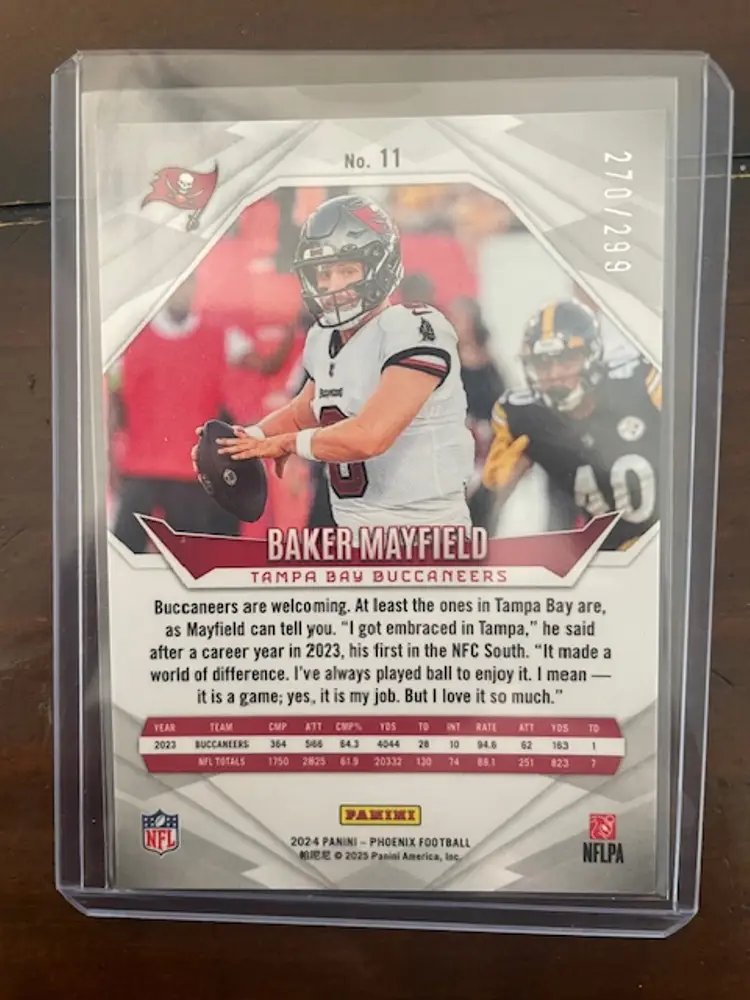 No. 11
270/299
BUCCANEERS
40
BAKER MAYFIELD
TAMPA BAY BUCCANEERS
Buccaneers are welcoming. At least the ones in Tampa Bay are,
as Mayfield can tell you. “I got embraced in Tampa,” he said
after a career year in 2023, his first in the NFC South. “It made a
world of difference. I’ve always played ball to enjoy it. I mean —
it is a game; yes, it is my job. But I love it so much.”
YEAR TEAM CMP ATT CMP% YDS TD INT RATE ATT YDS TD
2023 BUCCANEERS 364 566 64.3 4044 28 10 94.6 62 163 1
NFL TOTALS 1750 2825 61.9 20332 130 74 88.1 251 823 7
PANINI
NFL
2024 PANINI – PHOENIX FOOTBALL
帕尼尼 © 2025 Panini America, Inc.
NFLPA